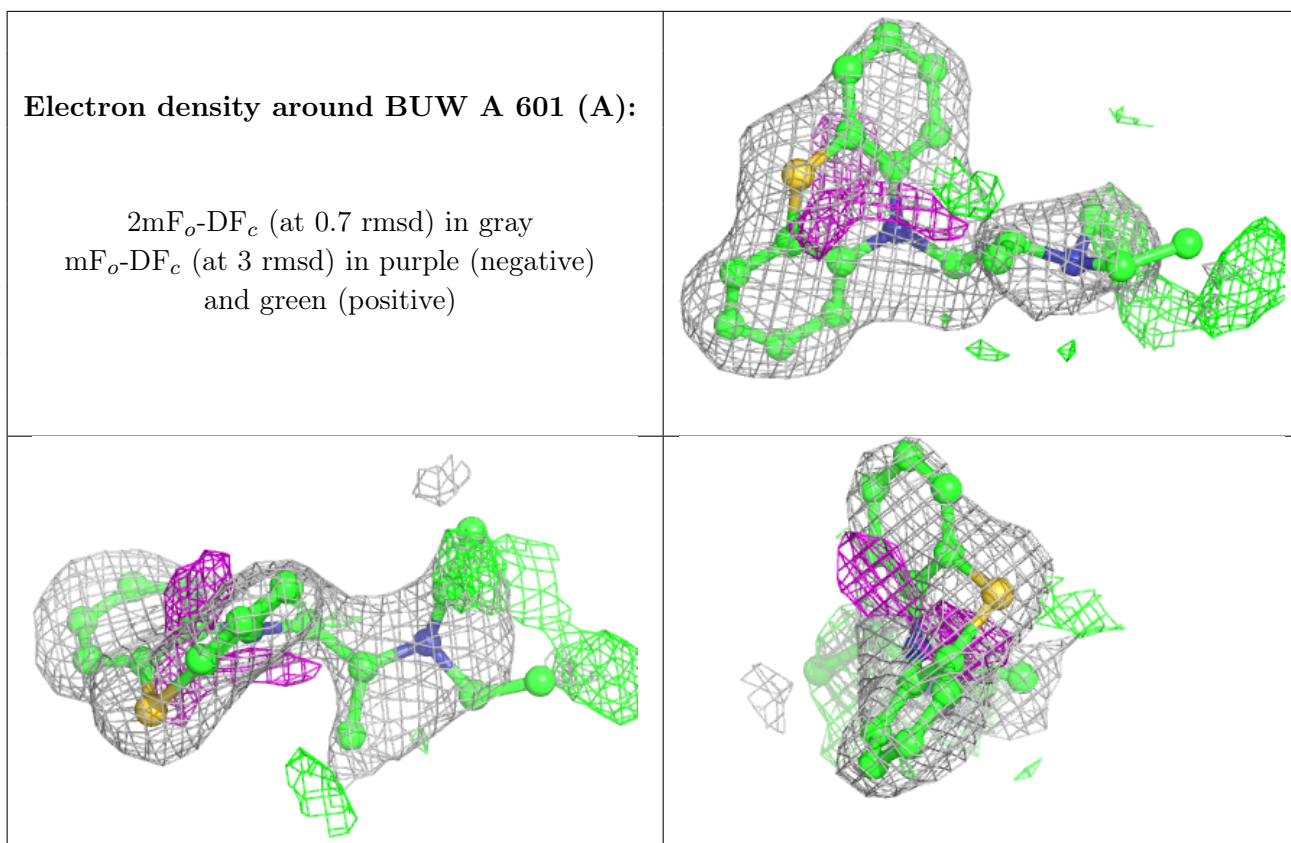 Electron density around BUW A 601 (A):
2mFₒ-DF𝒸 (at 0.7 rmsd) in gray
mFₒ-DF𝒸 (at 3 rmsd) in purple (negative)
and green (positive)